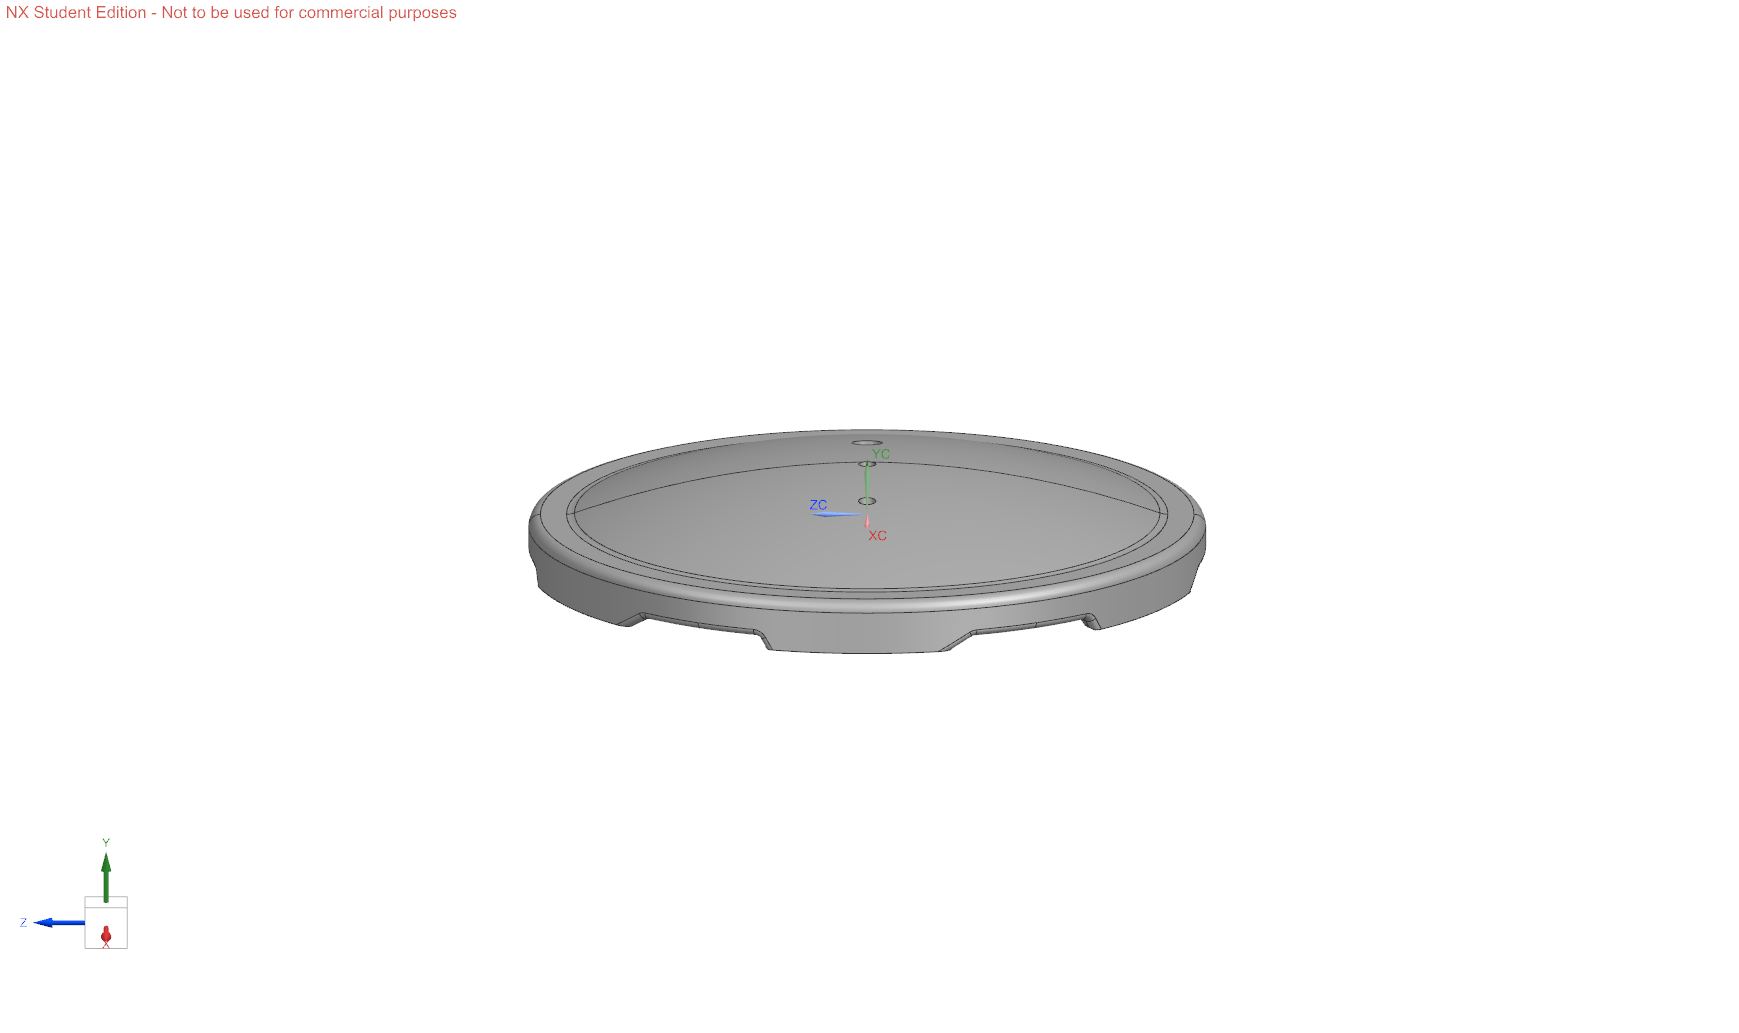 NX Student Edition - Not to be used for commercial purposes
YC
ZC
XC
Y
Z
X